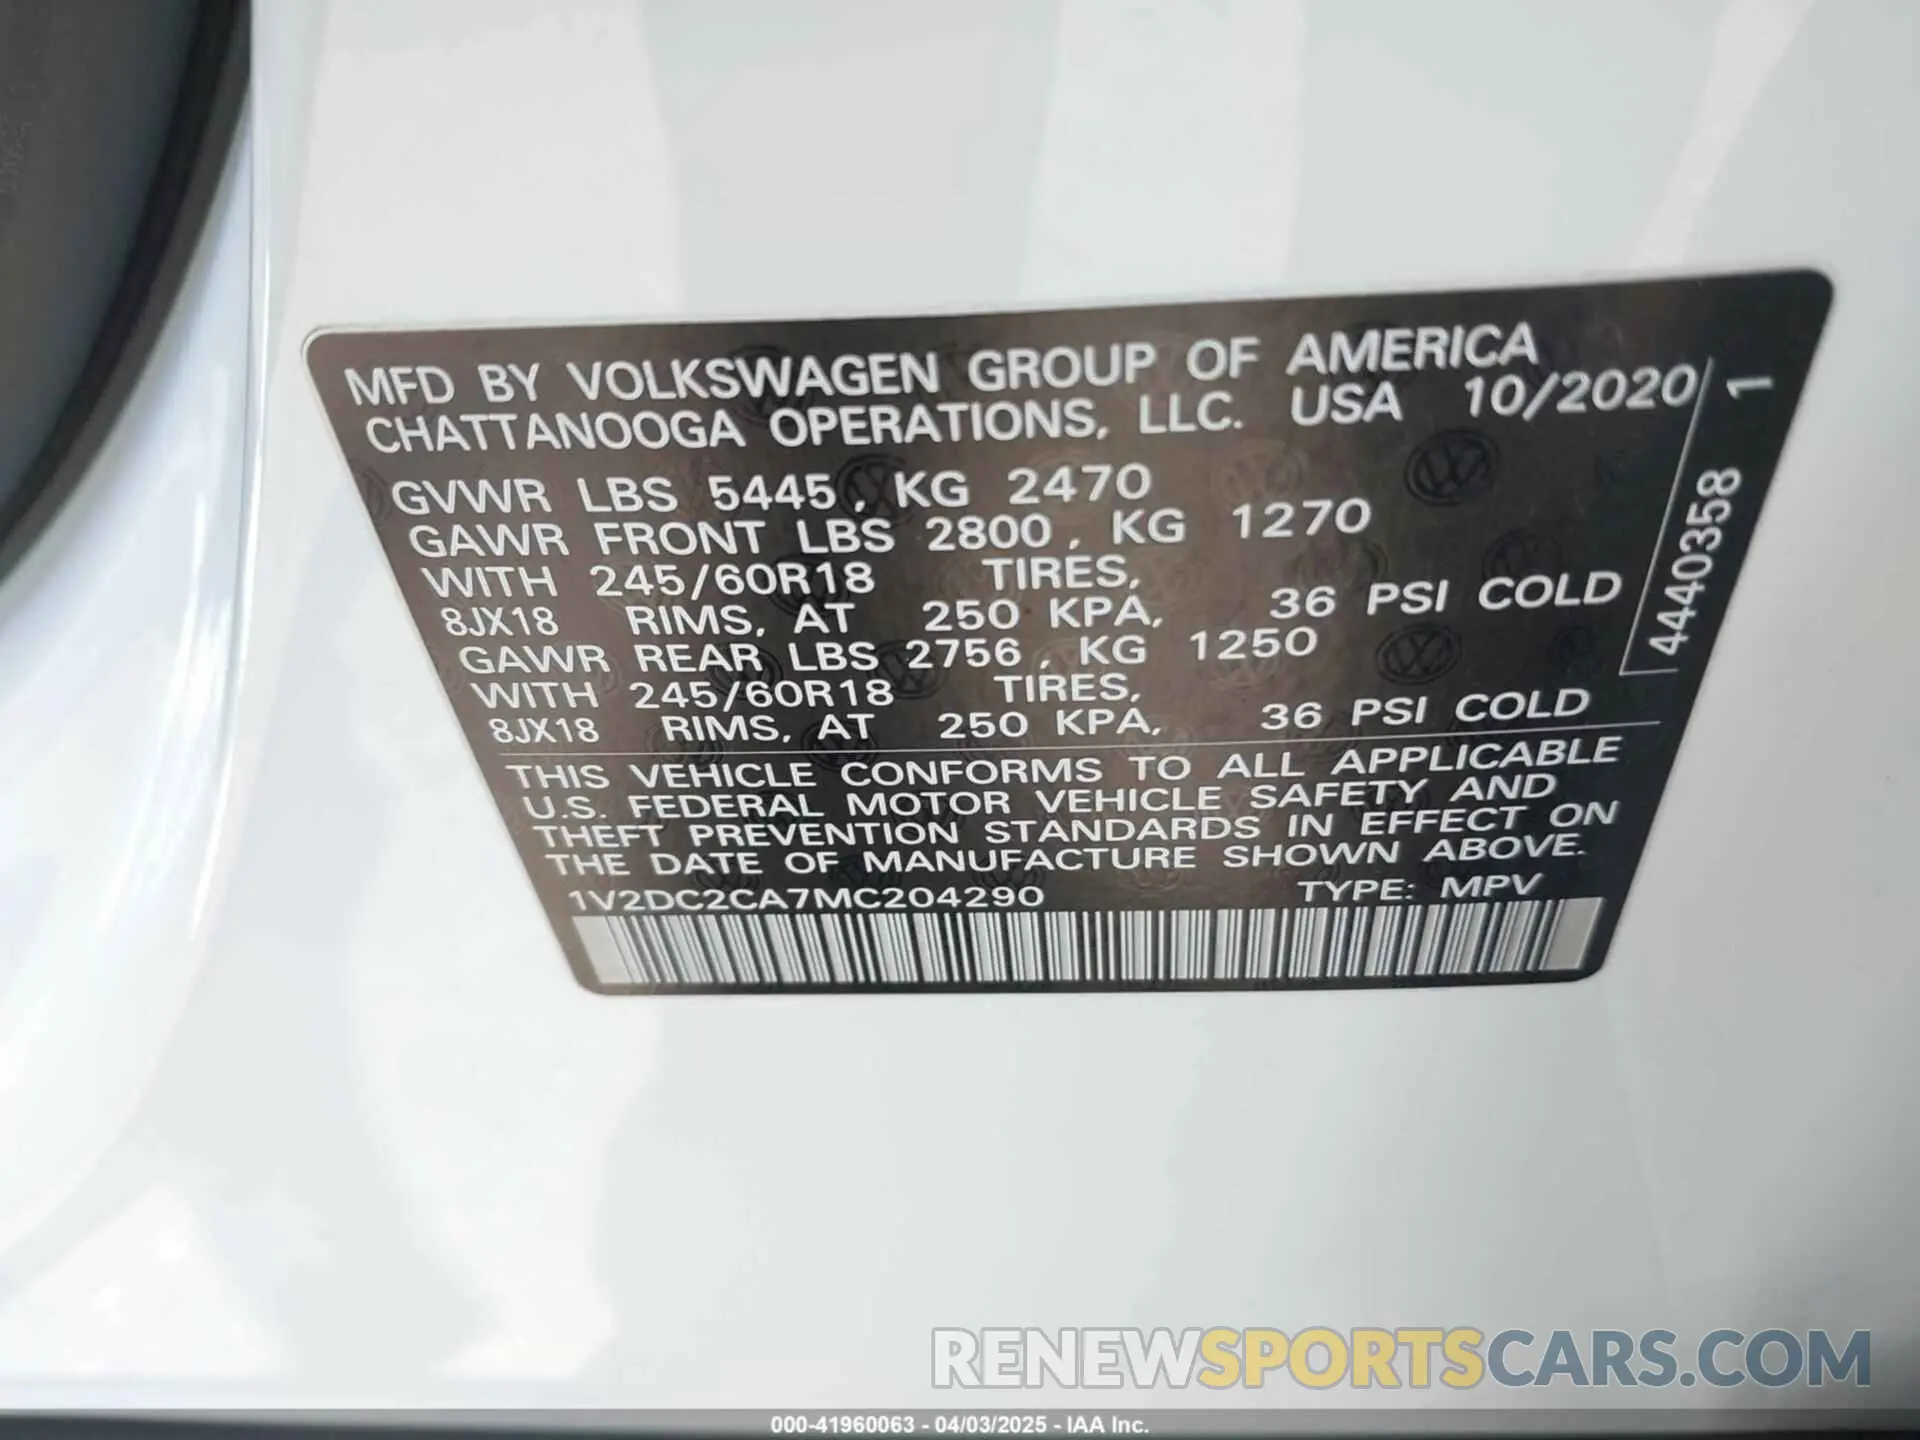 MFD BY VOLKSWAGEN GROUP OF AMERICA
CHATTANOOGA OPERATIONS, LLC. USA 10/2020
GVWR LBS 5445, KG 2470
GAWR FRONT LBS 2800, KG 1270
WITH 245/60R18 TIRES,
8JX18 RIMS, AT 250 KPA, 36 PSI COLD
GAWR REAR LBS 2756, KG 1250
WITH 245/60R18 TIRES,
8JX18 RIMS, AT 250 KPA, 36 PSI COLD
4440358 1
THIS VEHICLE CONFORMS TO ALL APPLICABLE
U.S. FEDERAL MOTOR VEHICLE SAFETY AND
THEFT PREVENTION STANDARDS IN EFFECT ON
THE DATE OF MANUFACTURE SHOWN ABOVE.
1V2DC2CA7MC204290 TYPE: MPV
RENEWSPORTSCARS.COM
000-41960063 - 04/03/2025 - IAA Inc.